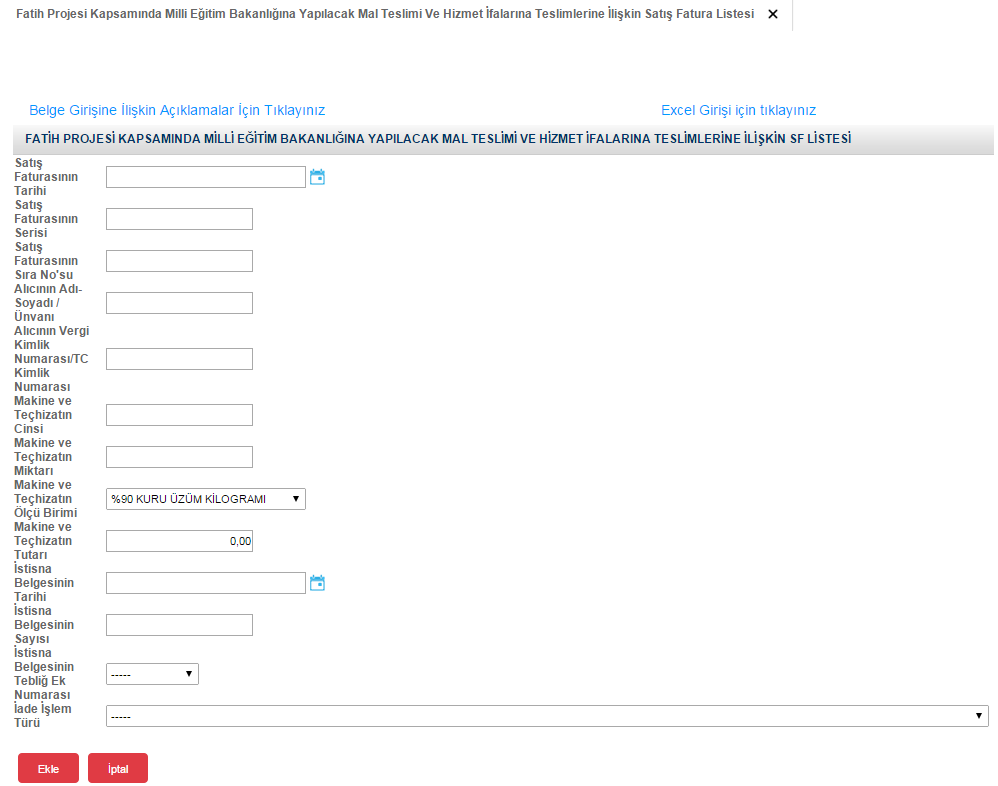 Fatih Projesi Kapsamında Milli Eğitim Bakanlığına Yapılacak Mal Teslimi Ve Hizmet İfalarına Teslimlerine İlişkin Satış Fatura Listesi ×
Belge Girişine İlişkin Açıklamalar İçin Tıklayınız
Excel Girişi için tıklayınız
FATİH PROJESİ KAPSAMINDA MİLLİ EĞİTİM BAKANLIĞINA YAPILACAK MAL TESLİMİ VE HİZMET İFALARINA TESLİMLERİNE İLİŞKİN SF LİSTESİ
Satış
Faturasının
Tarihi
Satış
Faturasının
Serisi
Satış
Faturasının
Sıra No'su
Alıcının Adı-
Soyadı /
Ünvanı
Alıcının Vergi
Kimlik
Numarası/TC
Kimlik
Numarası
Makine ve
Teçhizatın
Cinsi
Makine ve
Teçhizatın
Miktarı
Makine ve
Teçhizatın
Ölçü Birimi
%90 KURU ÜZÜM KİLOGRAMI
Makine ve
Teçhizatın
Tutarı
0,00
İstisna
Belgesinin
Tarihi
İstisna
Belgesinin
Sayısı
İstisna
Belgesinin
Tebliğ Ek
Numarası
-----
İade İşlem
Türü
-----
Ekle
İptal